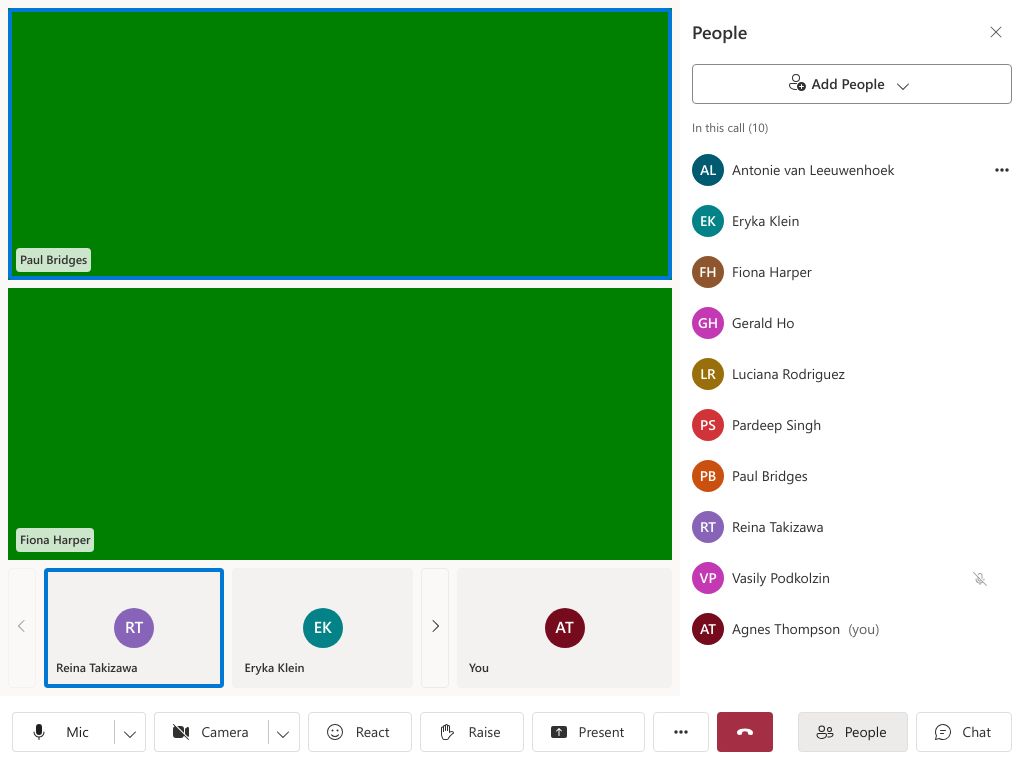 Paul Bridges
Fiona Harper
RT
Reina Takizawa
EK
Eryka Klein
AT
You
People
Add People
In this call (10)
AL Antonie van Leeuwenhoek
EK Eryka Klein
FH Fiona Harper
GH Gerald Ho
LR Luciana Rodriguez
PS Pardeep Singh
PB Paul Bridges
RT Reina Takizawa
VP Vasily Podkolzin
AT Agnes Thompson (you)
Mic Camera React Raise Present People Chat